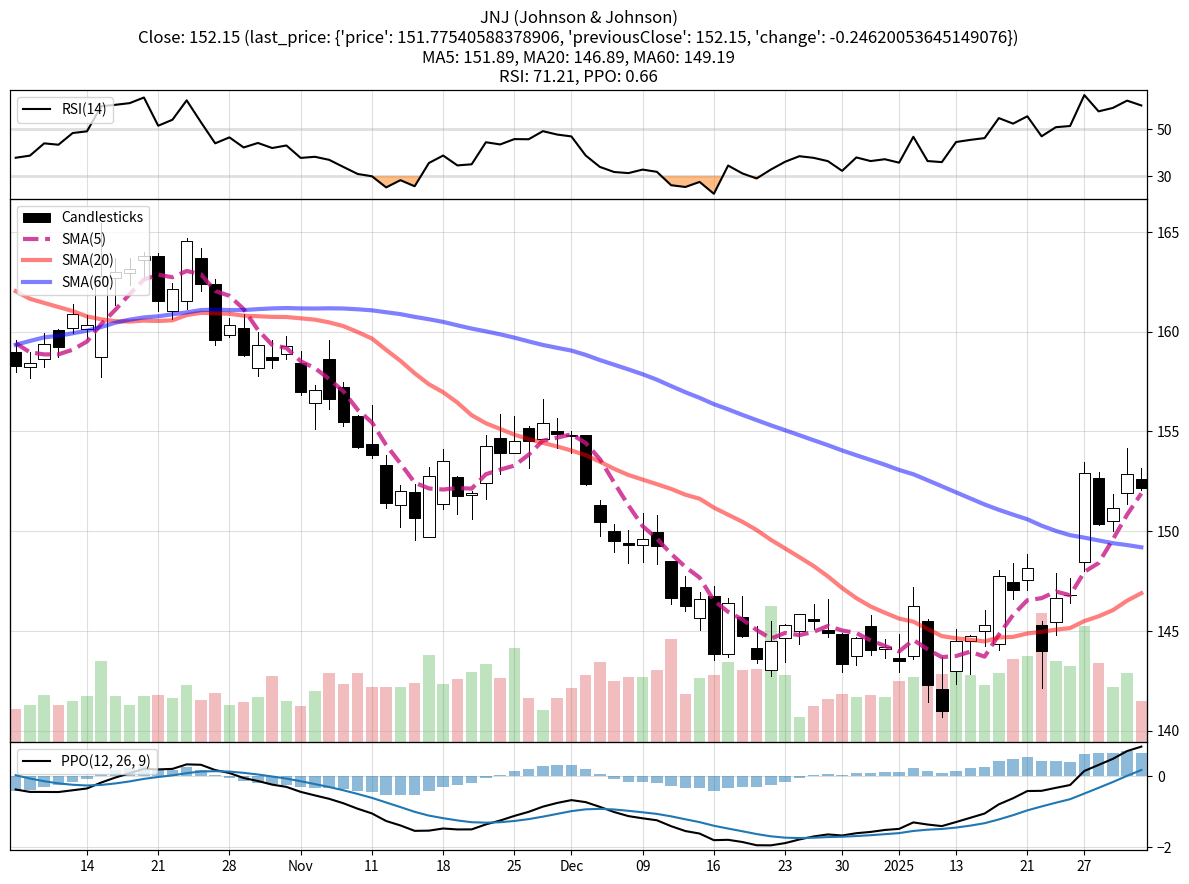 JNJ (Johnson & Johnson)
Close: 152.15 (last_price: {'price': 151.77540588378906, 'previousClose': 152.15, 'change': -0.24620053645149076})
MA5: 151.89, MA20: 146.89, MA60: 149.19
RSI: 71.21, PPO: 0.66
RSI(14)
50
30
Candlesticks
SMA(5)
SMA(20)
SMA(60)
165
160
155
150
145
140
PPO(12, 26, 9)
0
−2
14 21 28 Nov 11 18 25 Dec 09 16 23 30 2025 13 21 27